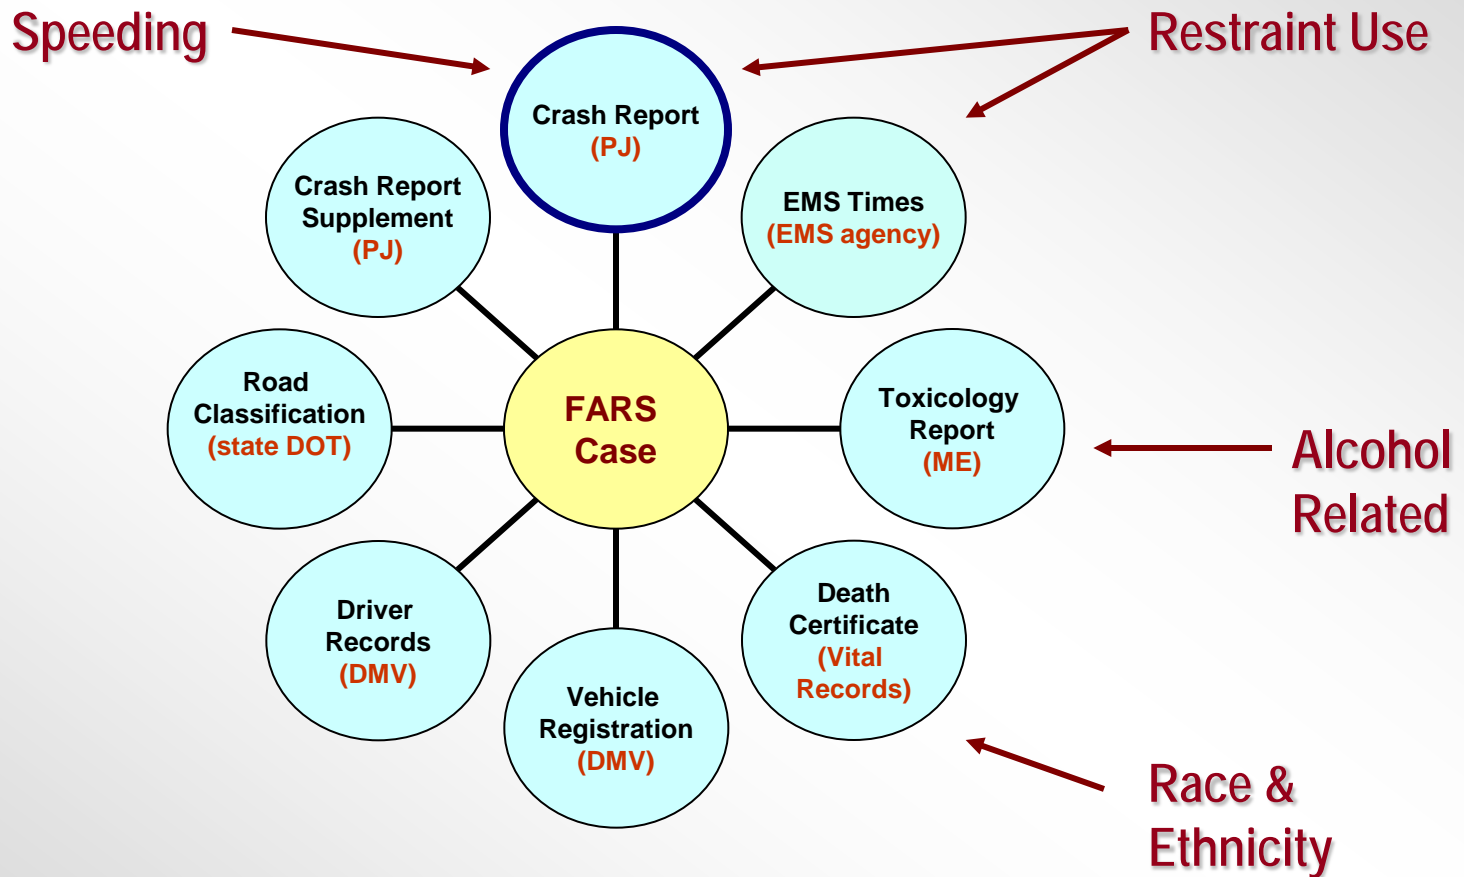 Speeding
Restraint Use
Crash Report
(PJ)
Crash Report
Supplement
(PJ)
EMS Times
(EMS agency)
Road
Classification
(state DOT)
FARS
Case
Toxicology
Report
(ME)
Alcohol
Related
Driver
Records
(DMV)
Vehicle
Registration
(DMV)
Death
Certificate
(Vital
Records)
Race &
Ethnicity